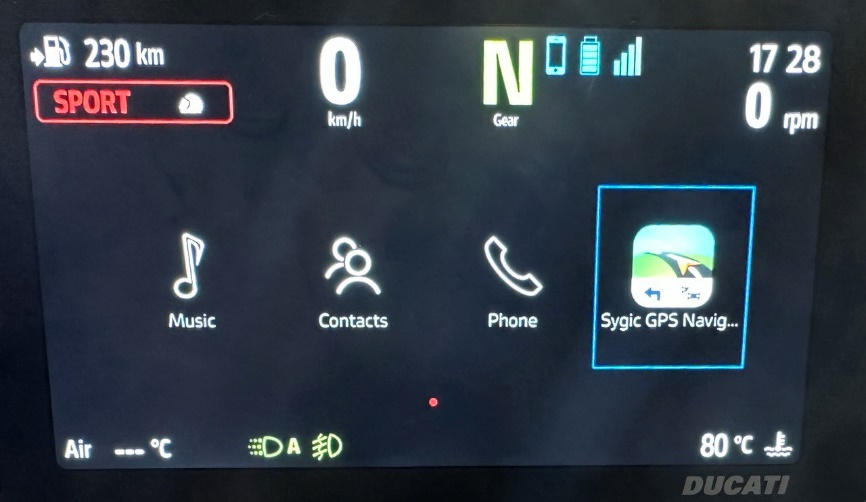 230 km
SPORT
0
km/h
N
Gear
17 28
0 rpm
Music
Contacts
Phone
Sygic GPS Navig...
Air --- °C
A
80 °C
DUCATI